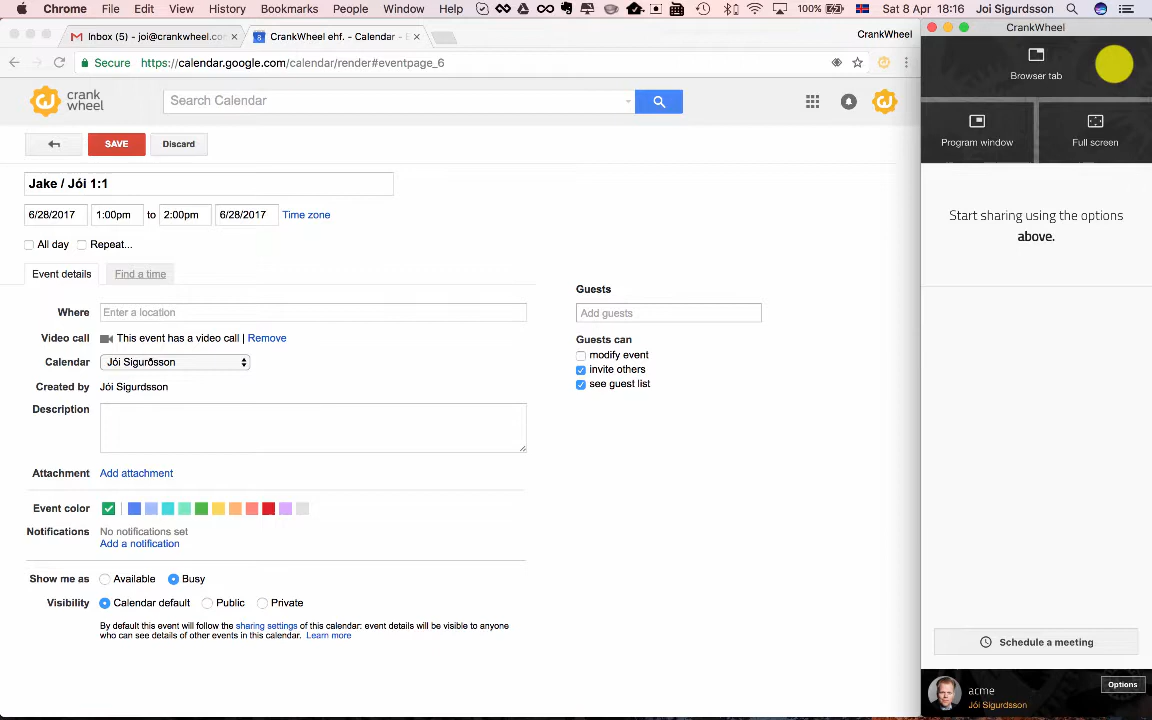 Chrome File Edit View History Bookmarks People Window Help 100% Sat 8 Apr 18:16 Joi Sigurdsson
Inbox (5) - joi@crankwheel.co
CrankWheel ehf. - Calendar - E
CrankWheel
Secure https://calendar.google.com/calendar/render#eventpage_6
crank
wheel
Search Calendar
SAVE
Discard
Jake / Jói 1:1
6/28/2017 1:00pm to 2:00pm 6/28/2017 Time zone
All day Repeat...
Event details Find a time
Where Enter a location
Video call This event has a video call | Remove
Calendar Jói Sigurðsson
Created by Jói Sigurdsson
Description
Attachment Add attachment
Event color
Notifications No notifications set
Add a notification
Show me as Available Busy
Visibility Calendar default Public Private
By default this event will follow the sharing settings of this calendar: event details will be visible to anyone
who can see details of other events in this calendar. Learn more
Guests
Add guests
Guests can
modify event
invite others
see guest list
CrankWheel
Browser tab
Program window
Full screen
Start sharing using the options
above.
Schedule a meeting
acme
Jói Sigurdsson
Options